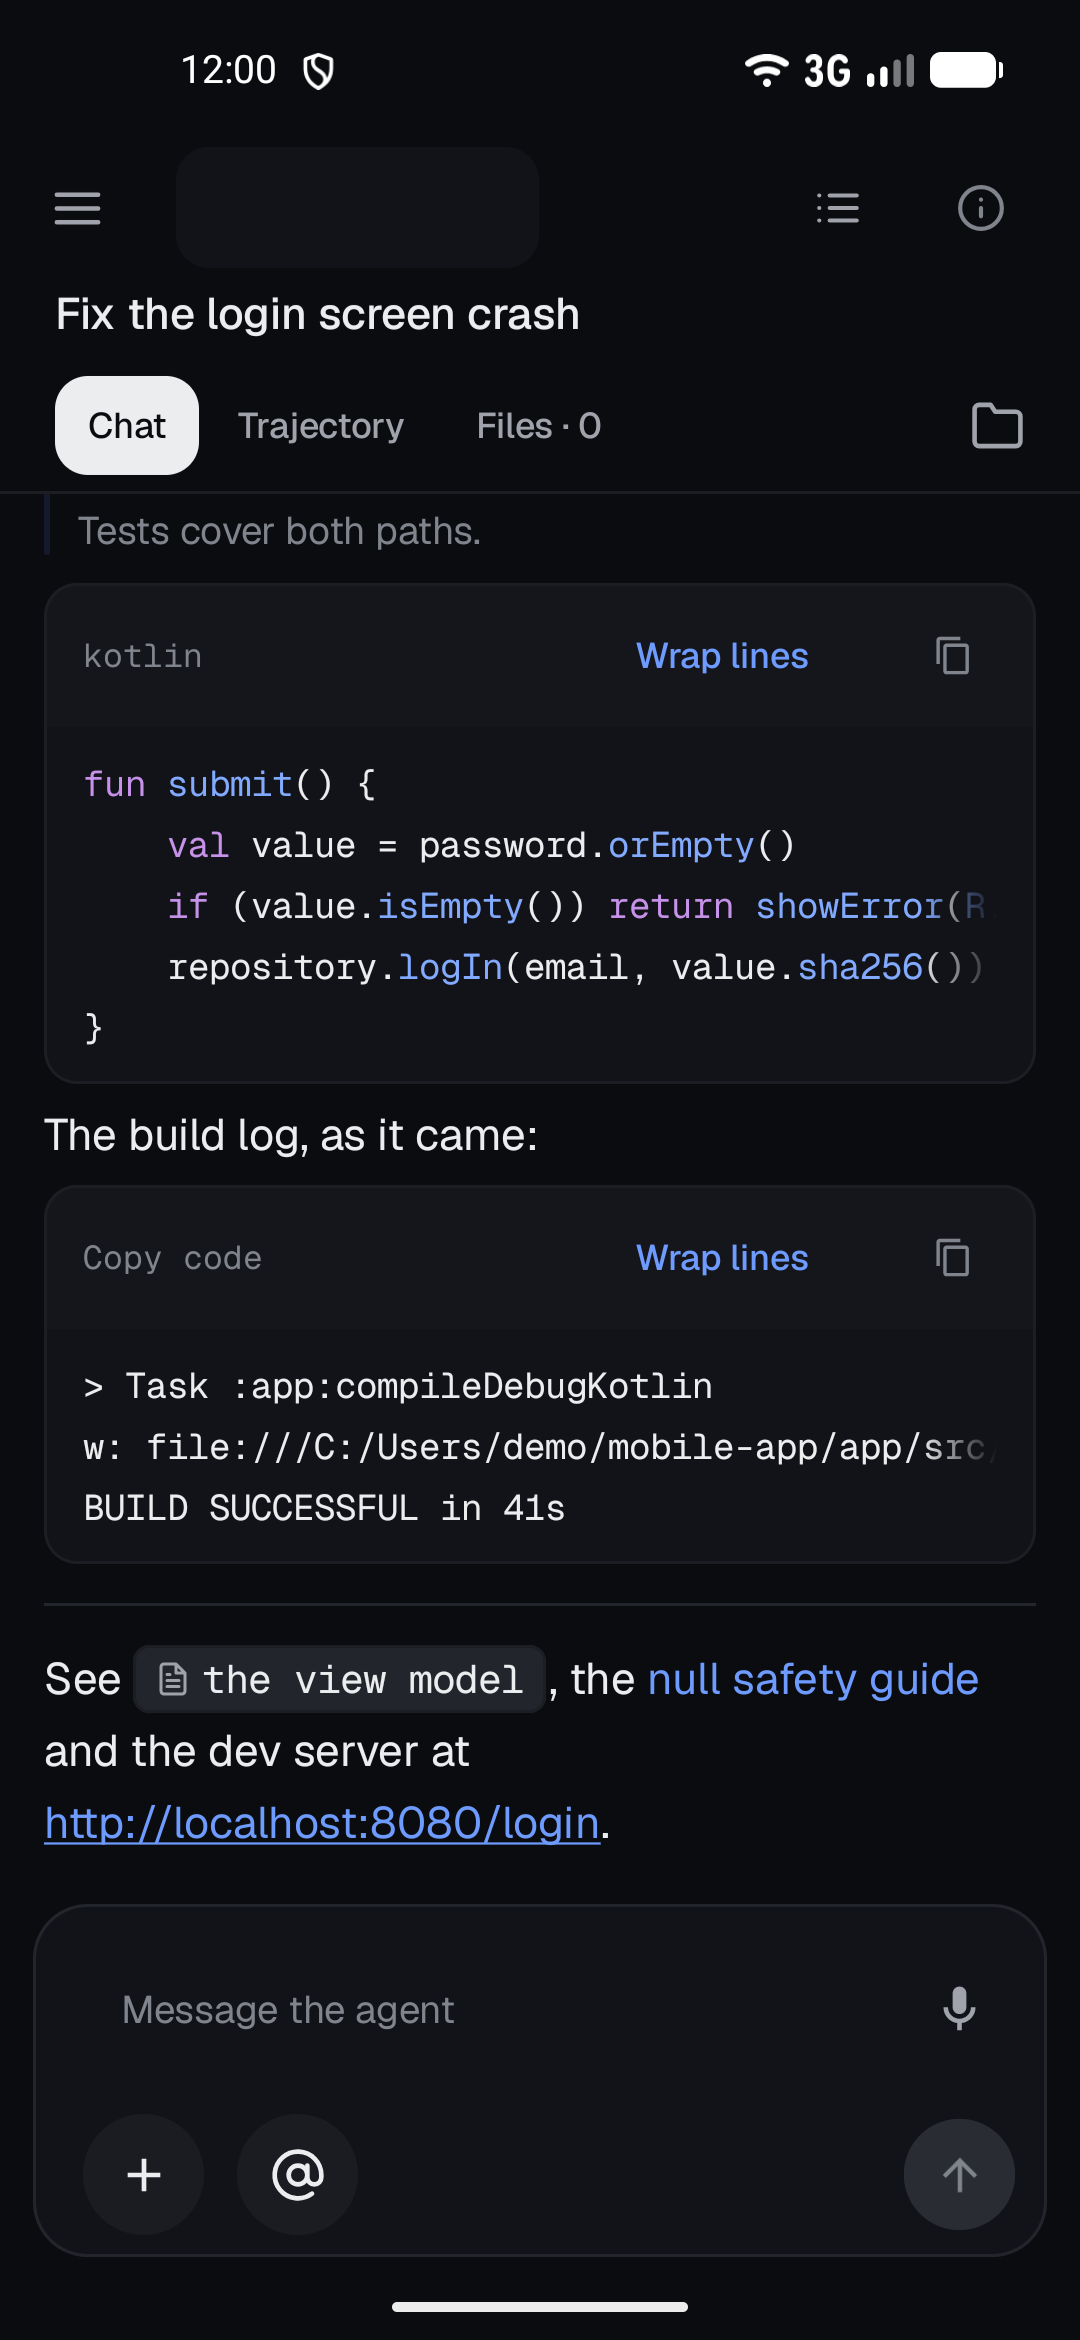 12:00
3G
Fix the login screen crash
Chat
Trajectory
Files · 0
Tests cover both paths.
kotlin
Wrap lines
fun submit() {
    val value = password.orEmpty()
    if (value.isEmpty()) return showError(R.
    repository.logIn(email, value.sha256())
}
The build log, as it came:
Copy code
Wrap lines
> Task :app:compileDebugKotlin
w: file:///C:/Users/demo/mobile-app/app/src/
BUILD SUCCESSFUL in 41s
See the view model, the null safety guide
and the dev server at
http://localhost:8080/login.
Message the agent